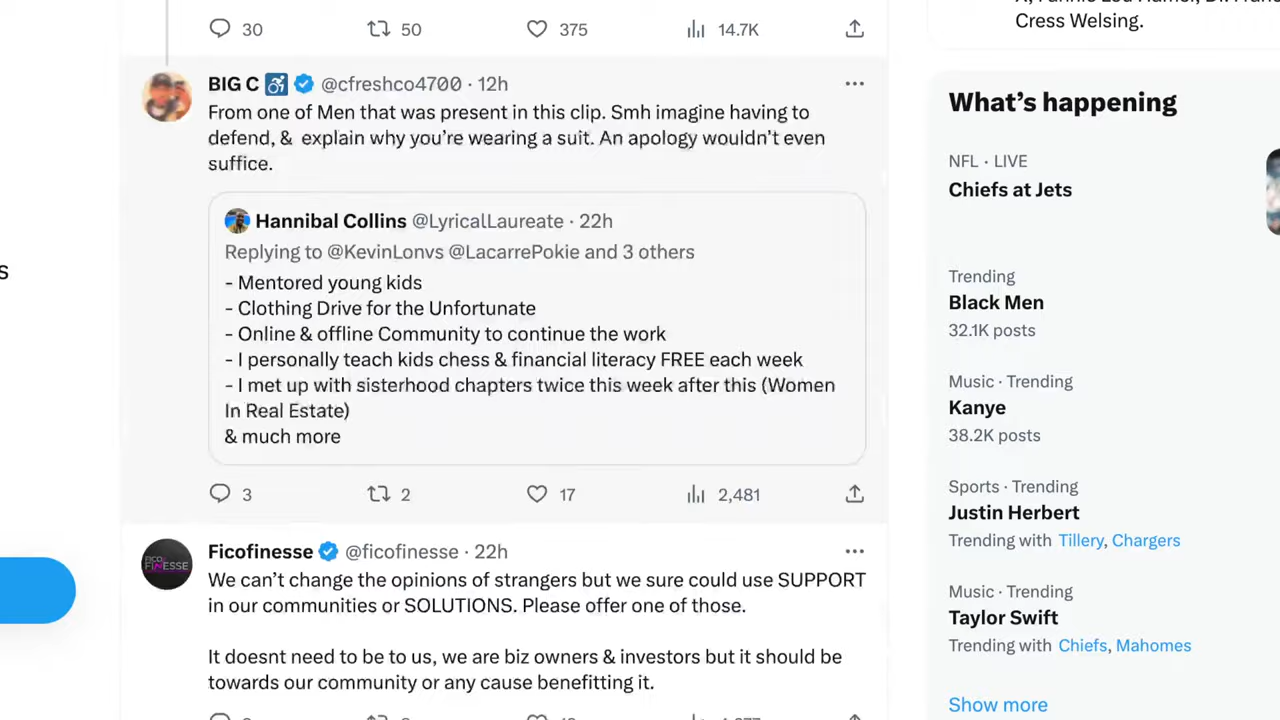 X, Fannie Lou Hamer, Dr. Fran
Cress Welsing.
30 50 375 14.7K
BIG C @cfreshco4700 · 12h
From one of Men that was present in this clip. Smh imagine having to
defend, & explain why you're wearing a suit. An apology wouldn't even
suffice.
Hannibal Collins @LyricalLaureate · 22h
Replying to @KevinLonvs @LacarrePokie and 3 others
- Mentored young kids
- Clothing Drive for the Unfortunate
- Online & offline Community to continue the work
- I personally teach kids chess & financial literacy FREE each week
- I met up with sisterhood chapters twice this week after this (Women
In Real Estate)
& much more
3 2 17 2,481
FICO
FINESSE
Ficofinesse @ficofinesse · 22h
We can't change the opinions of strangers but we sure could use SUPPORT
in our communities or SOLUTIONS. Please offer one of those.
It doesnt need to be to us, we are biz owners & investors but it should be
towards our community or any cause benefitting it.
s
What's happening
NFL · LIVE
Chiefs at Jets
Trending
Black Men
32.1K posts
Music · Trending
Kanye
38.2K posts
Sports · Trending
Justin Herbert
Trending with Tillery, Chargers
Music · Trending
Taylor Swift
Trending with Chiefs, Mahomes
Show more